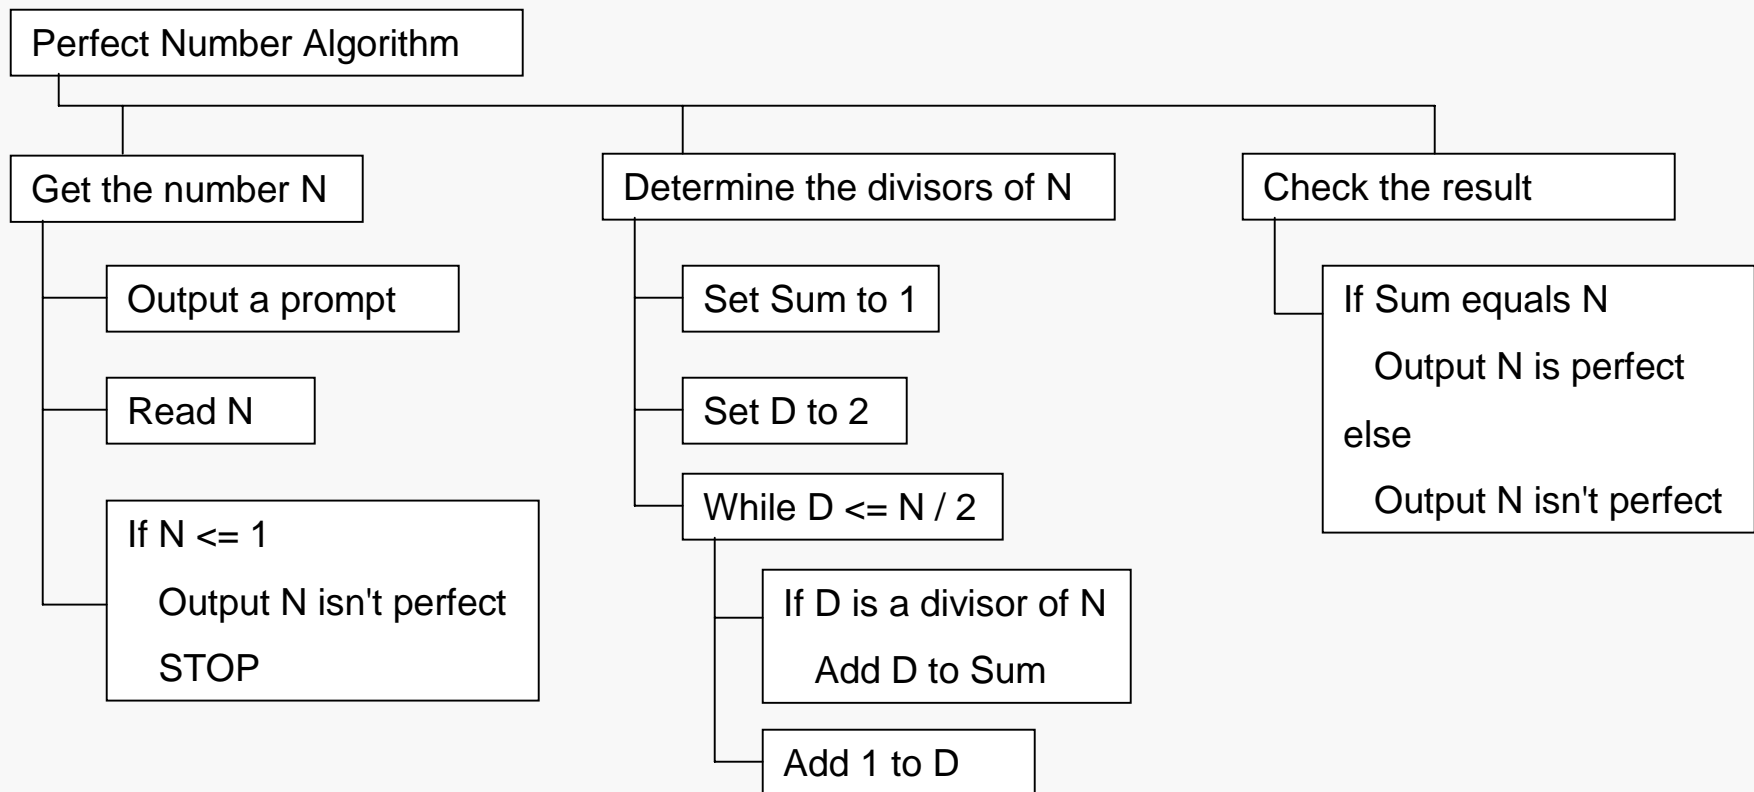 Perfect Number Algorithm
Get the number N
Output a prompt
Read N
If N <= 1
Output N isn't perfect
STOP
Determine the divisors of N
Set Sum to 1
Set D to 2
While D <= N / 2
If D is a divisor of N
Add D to Sum
Add 1 to D
Check the result
If Sum equals N
Output N is perfect
else
Output N isn't perfect